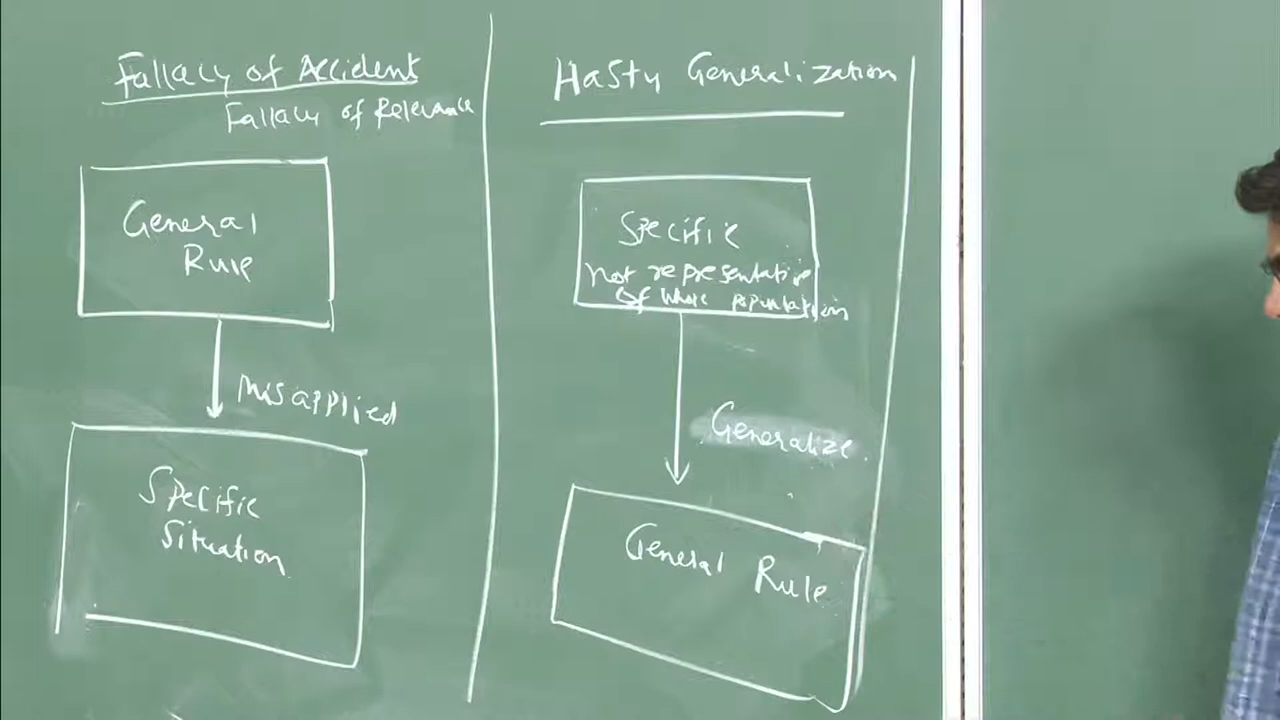 Fallacy of Accident
Fallacy of Relevance
General
Rule
Misapplied
Specific
Situation
Hasty Generalization
Specific
not representative
of whole population
Generalize
General Rule